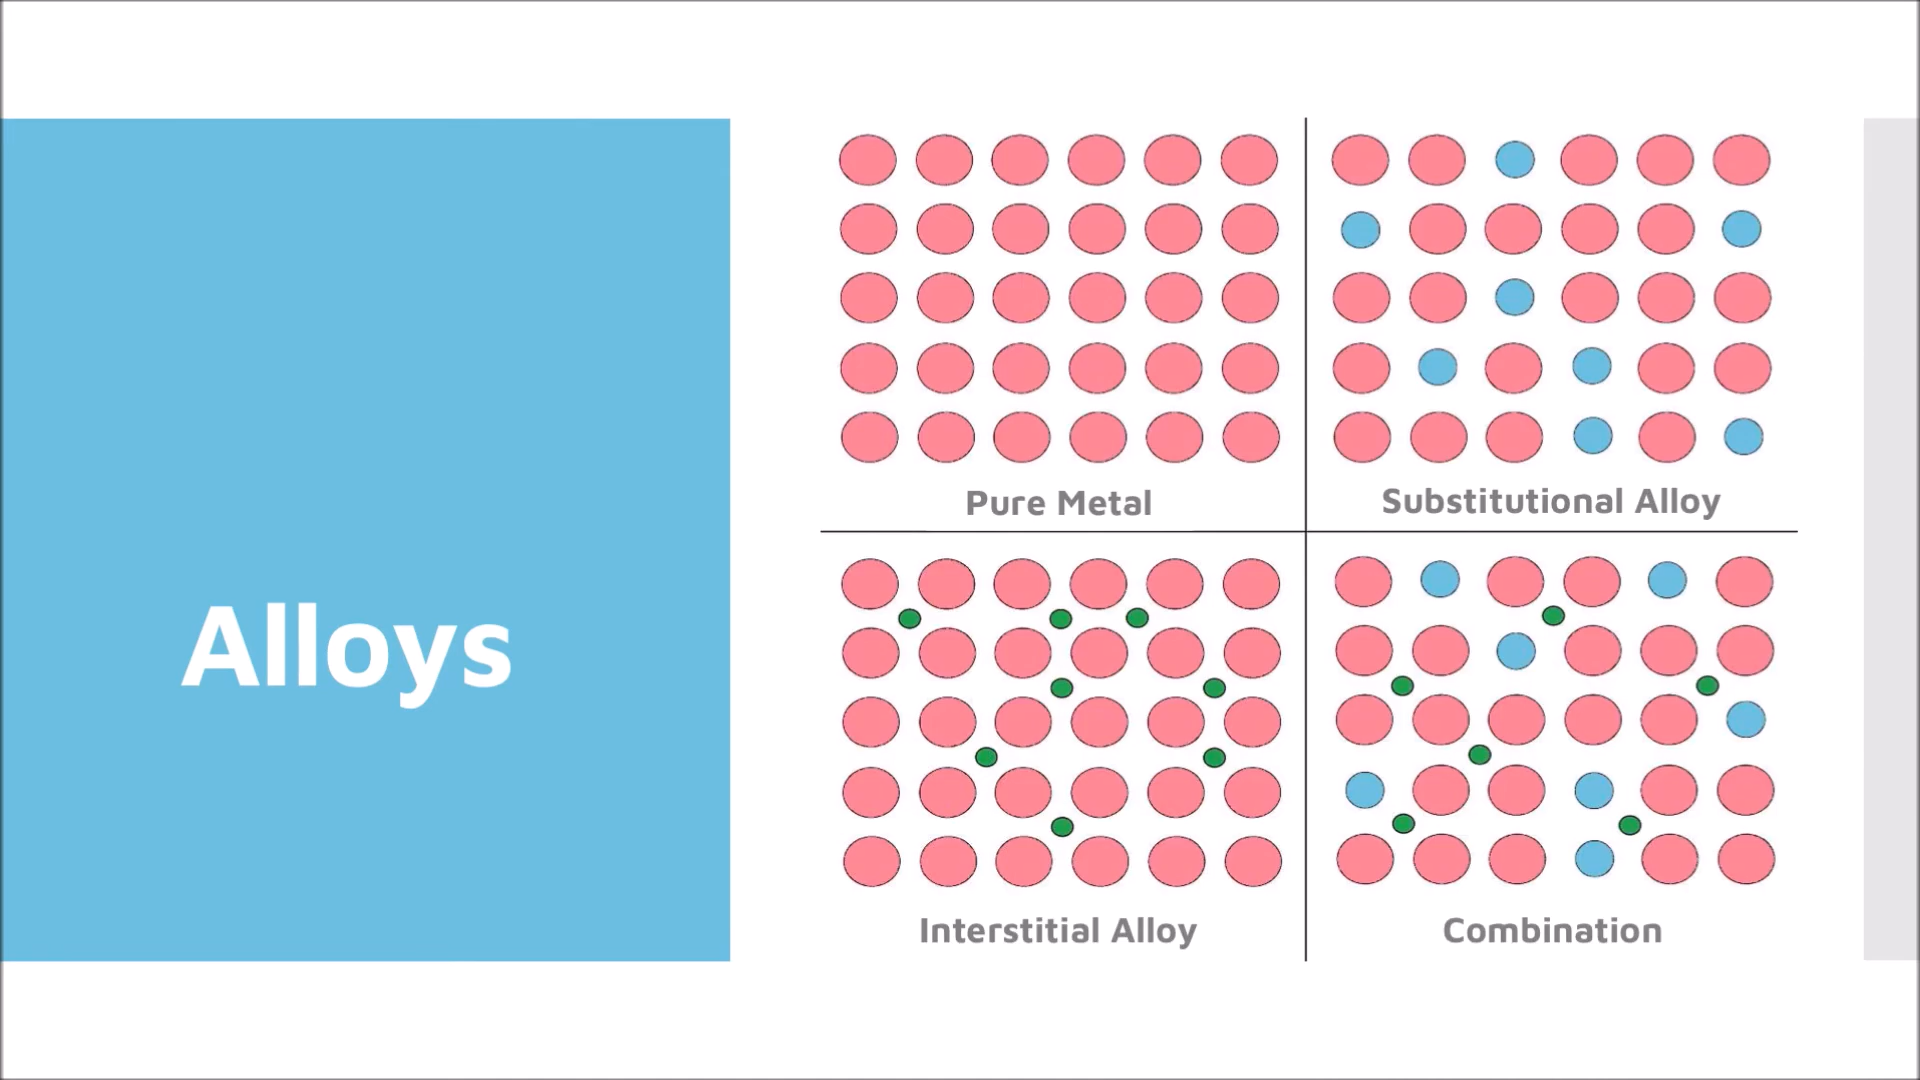 Alloys
Pure Metal
Substitutional Alloy
Interstitial Alloy
Combination